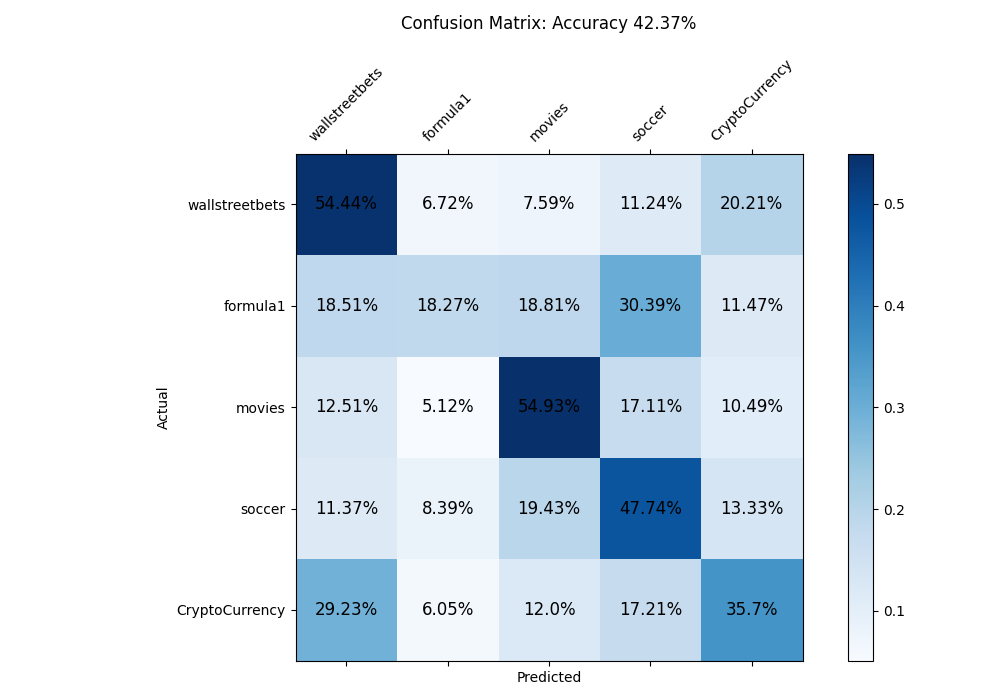 Confusion Matrix: Accuracy 42.37%
wallstreetbets
formula1
movies
soccer
CryptoCurrency
wallstreetbets 54.44% 6.72% 7.59% 11.24% 20.21% 0.5
formula1 18.51% 18.27% 18.81% 30.39% 11.47% 0.4
movies 12.51% 5.12% 54.93% 17.11% 10.49% 0.3
Actual
soccer 11.37% 8.39% 19.43% 47.74% 13.33% 0.2
CryptoCurrency 29.23% 6.05% 12.0% 17.21% 35.7% 0.1
Predicted